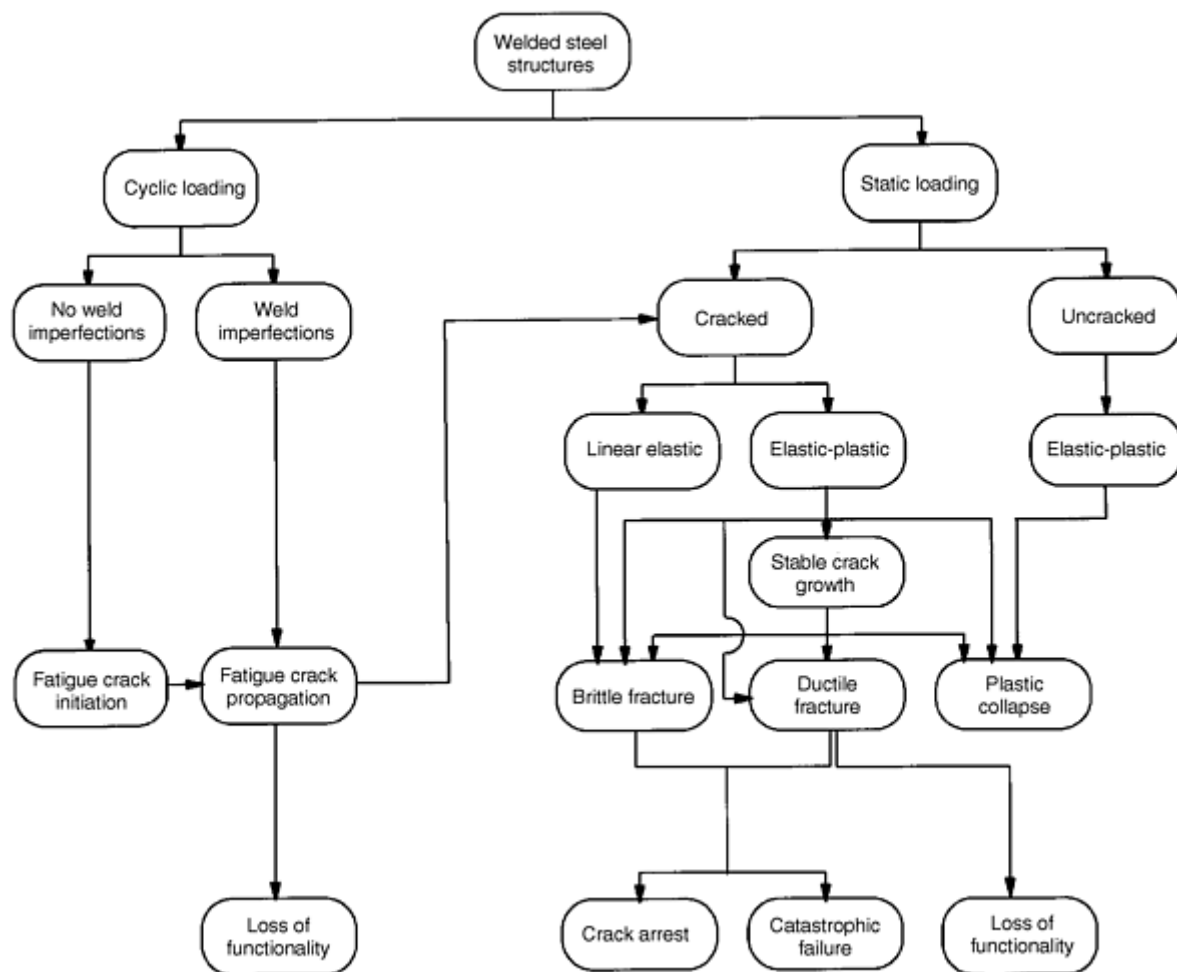 Welded steel
structures
Cyclic loading
Static loading
No weld
imperfections
Weld
imperfections
Cracked
Uncracked
Linear elastic
Elastic-plastic
Elastic-plastic
Stable crack
growth
Fatigue crack
initiation
Fatigue crack
propagation
Brittle fracture
Ductile
fracture
Plastic
collapse
Loss of
functionality
Crack arrest
Catastrophic
failure
Loss of
functionality